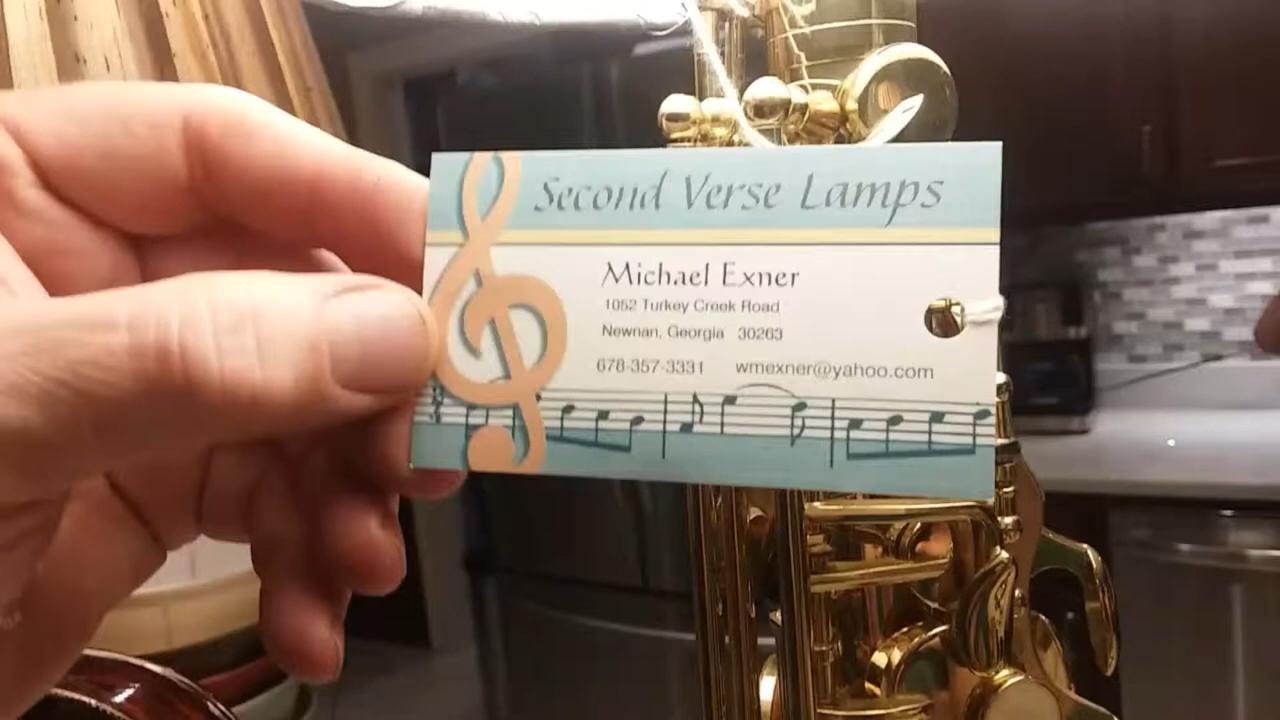 Second Verse Lamps
Michael Exner
1052 Turkey Creek Road
Newnan, Georgia 30263
678-357-3331 wmexner@yahoo.com